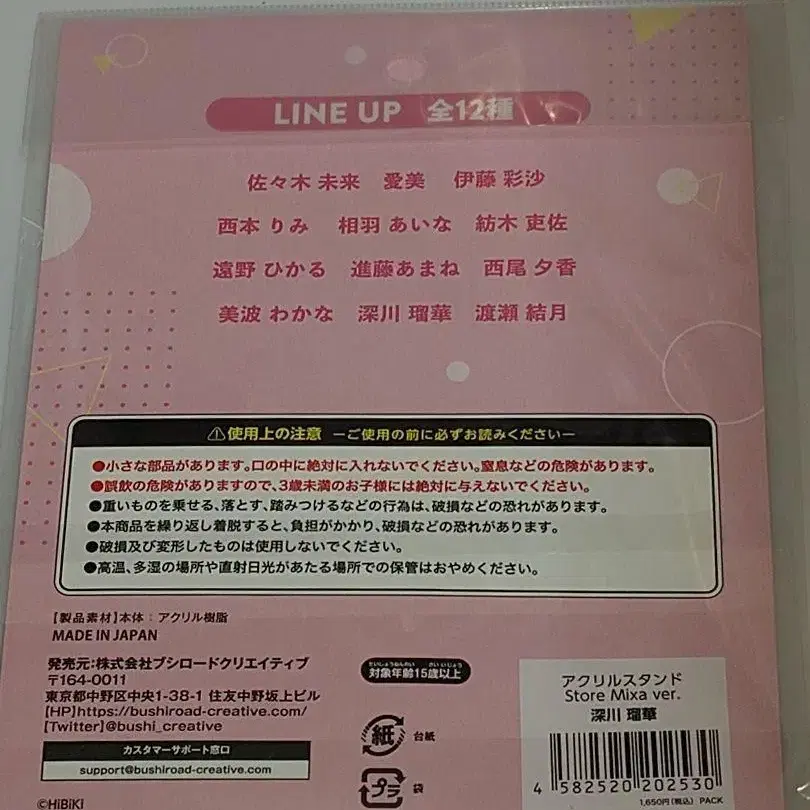 LINE UP 全12種
佐々木 未来 愛美 伊藤 彩沙
西本 りみ 相羽 あいな 紡木 吏佐
遠野 ひかる 進藤あまね 西尾 夕香
美波 わかな 深川 瑠華 渡瀬 結月
⚠使用上の注意 ーご使用の前に必ずお読みくださいー
●小さな部品があります。口の中に絶対に入れないでください。窒息などの危険があります。
●誤飲の危険がありますので、3歳未満のお子様には絶対に与えないでください。
●重いものを乗せる、落とす、踏みつけるなどの行為は、破損などの恐れがあります。
●本商品を繰り返し着脱すると、負担がかかり、破損などの恐れがあります。
●破損及び変形したものは使用しないでください。
●高温、多湿の場所や直射日光があたる場所での保管はおやめください。
【製品素材】本体：アクリル樹脂
MADE IN JAPAN
発売元:株式会社ブシロードクリエイティブ
〒164-0011
東京都中野区中央1-38-1 住友中野坂上ビル
【HP】https://bushiroad-creative.com/
【Twitter】@bushi_creative
カスタマーサポート窓口
support@bushiroad-creative.com
©HiBiKi
たいしょうねんれい さい いじょう
対象年齢15歳以上
紙 台紙
プラ 袋
アクリルスタンド
Store Mixa ver.
深川 瑠華
4 582520 202530
1,650円(税込) PACK